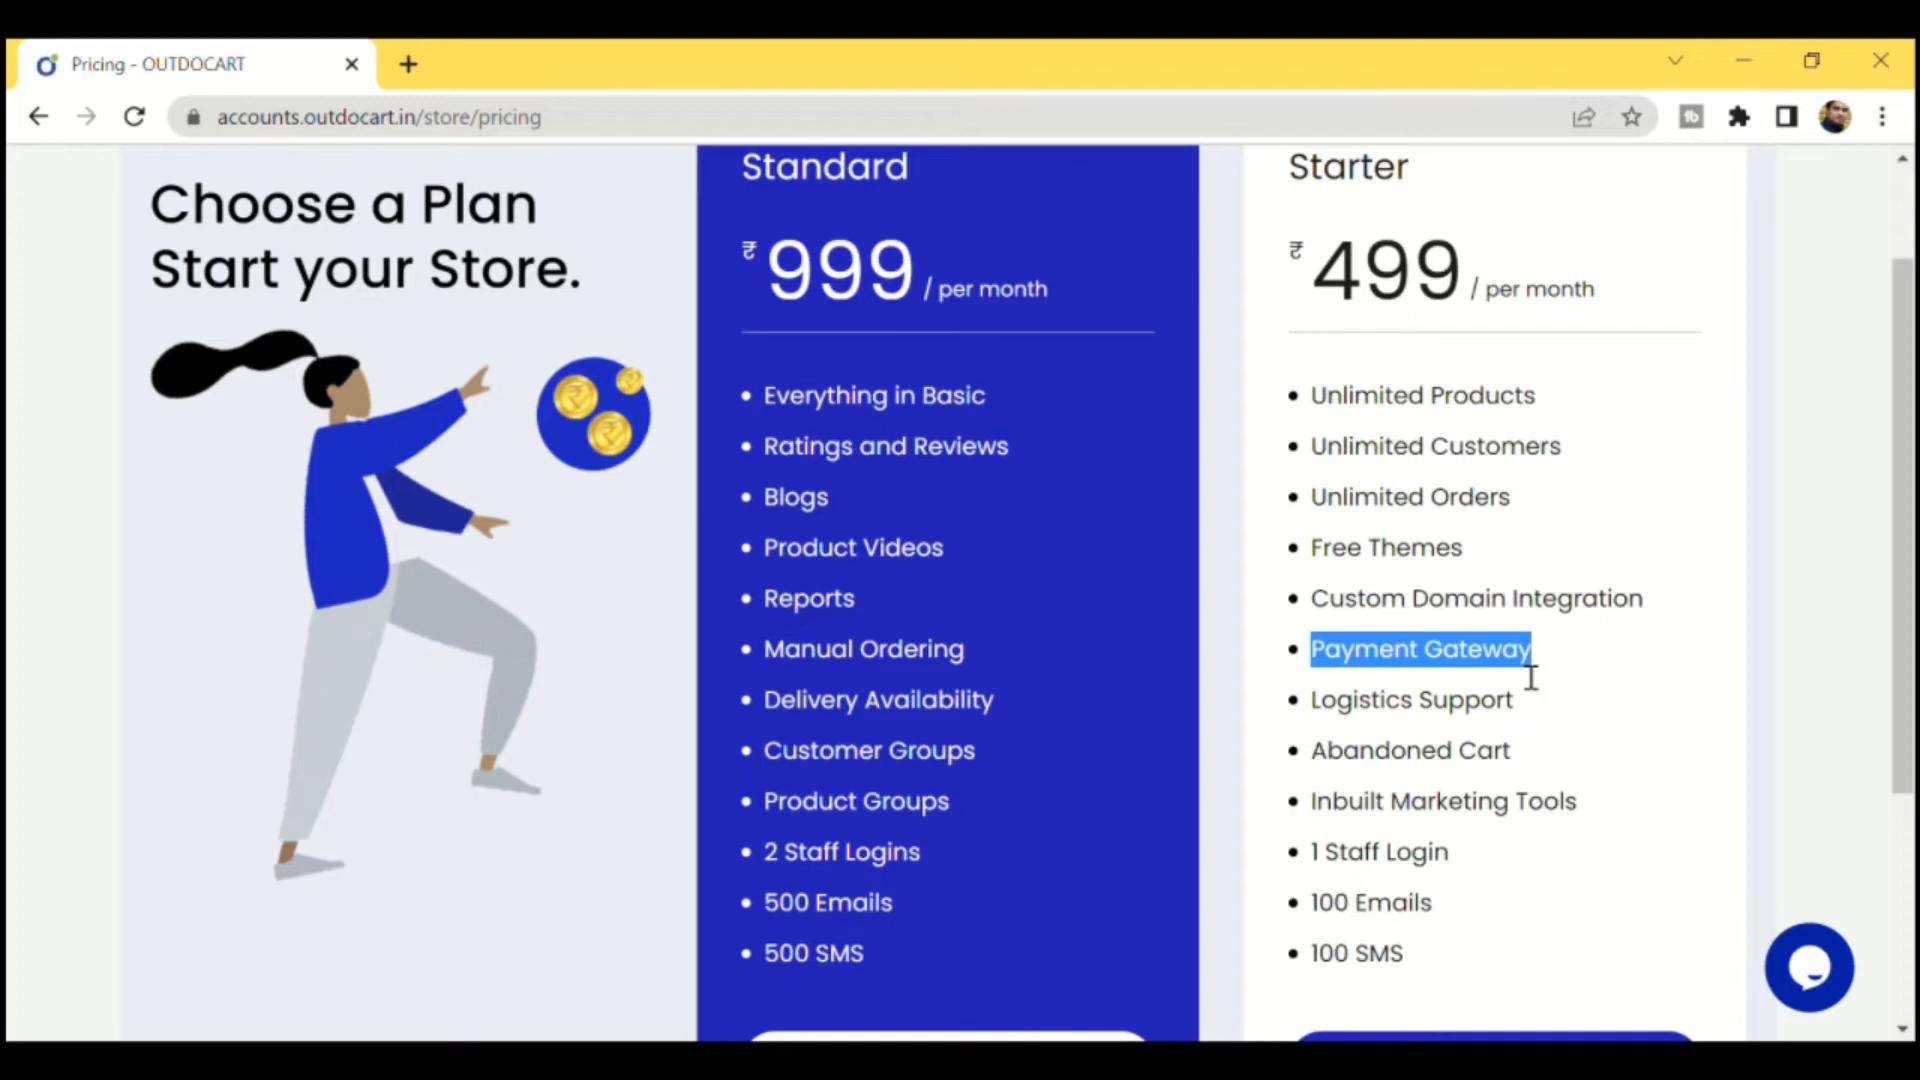 Pricing - OUTDOCART
accounts.outdocart.in/store/pricing
Choose a Plan
Start your Store.
Standard
₹ 999 / per month
Everything in Basic
Ratings and Reviews
Blogs
Product Videos
Reports
Manual Ordering
Delivery Availability
Customer Groups
Product Groups
2 Staff Logins
500 Emails
500 SMS
Starter
₹ 499 / per month
Unlimited Products
Unlimited Customers
Unlimited Orders
Free Themes
Custom Domain Integration
Payment Gateway
Logistics Support
Abandoned Cart
Inbuilt Marketing Tools
1 Staff Login
100 Emails
100 SMS